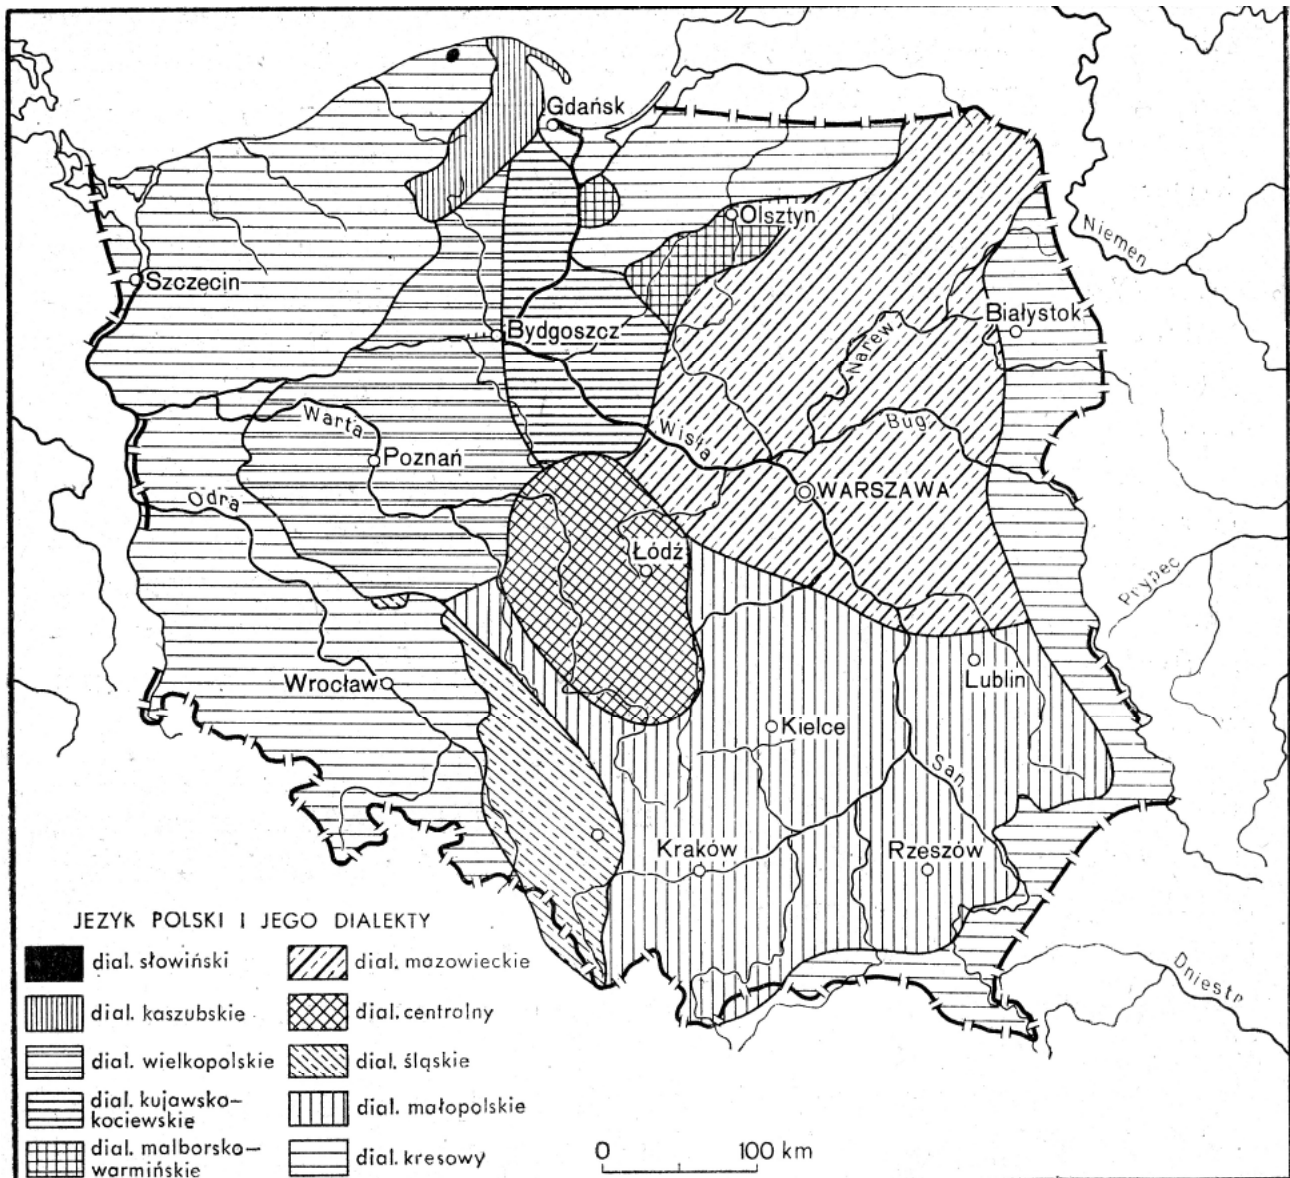 Gdańsk
Olsztyn
Niemen
Szczecin
Białystok
Bydgoszcz
Narew
Warta
Wisła
Bug
Poznań
WARSZAWA
Odra
Łódź
Prypeć
Wrocław
Lublin
Kielce
San
Kraków
Rzeszów
Dniestr
JĘZYK POLSKI I JEGO DIALEKTY
dial. słowiński
dial. kaszubskie
dial. wielkopolskie
dial. kujawsko-
kociewskie
dial. malborsko-
warmińskie
dial. mazowieckie
dial. centrolny
dial. śląskie
dial. małopolskie
dial. kresowy
0 100 km